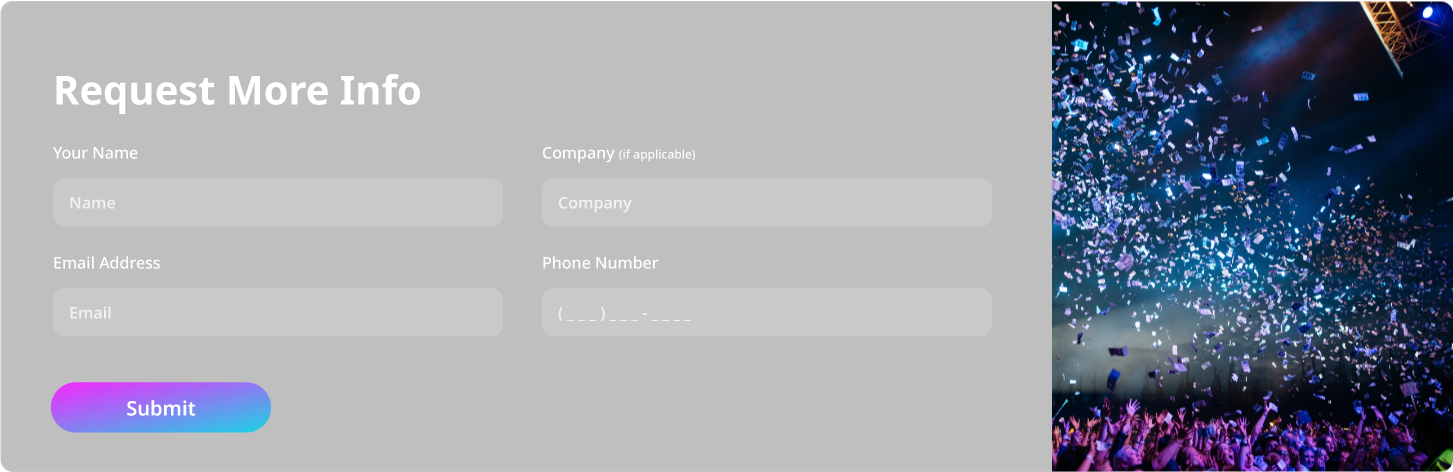 Request More Info
Your Name
Company (if applicable)
Name
Company
Email Address
Phone Number
Email
(___)___-____
Submit